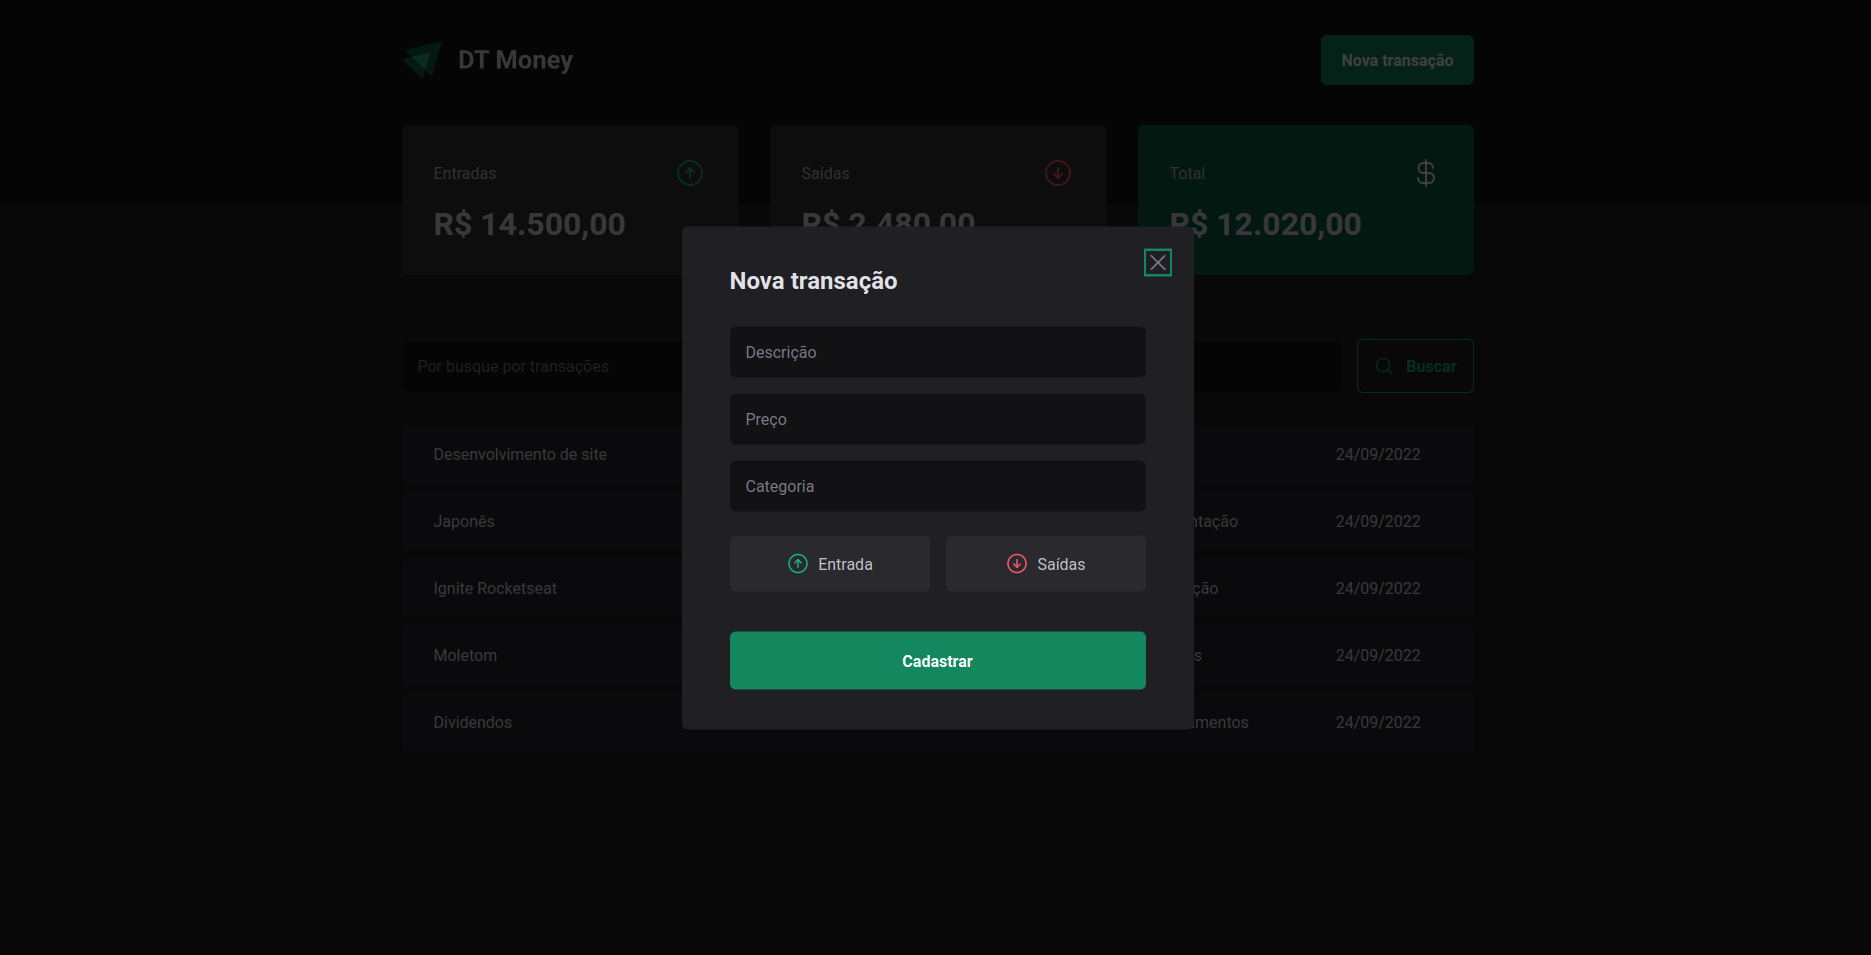 DT Money
Nova transação
Entradas
Saídas
Total
R$ 14.500,00
R$ 2.480,00
R$ 12.020,00
Nova transação
Descrição
Preço
Categoria
Entrada
Saídas
Cadastrar
Por busque por transações
Buscar
Desenvolvimento de site
24/09/2022
Japonês
ntação
24/09/2022
Ignite Rocketseat
ção
24/09/2022
Moletom
s
24/09/2022
Dividendos
mentos
24/09/2022